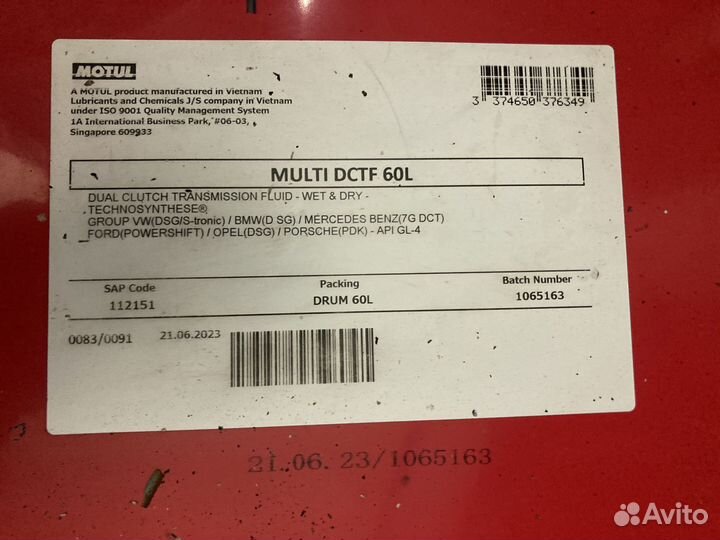 MOTUL
A MOTUL product manufactured in Vietnam
Lubricants and Chemicals J/S company in Vietnam
under ISO 9001 Quality Management System
1A International Business Park, #06-03,
Singapore 609933
3 374650 376349
MULTI DCTF 60L
DUAL CLUTCH TRANSMISSION FLUID - WET & DRY -
TECHNOSYNTHESE®
GROUP VW(DSG/S-tronic) / BMW(D SG) / MERCEDES BENZ(7G DCT)
FORD(POWERSHIFT) / OPEL(DSG) / PORSCHE(PDK) - API GL-4
SAP Code Packing Batch Number
112151 DRUM 60L 1065163
0083/0091 21.06.2023
21.06.23/1065163
Avito